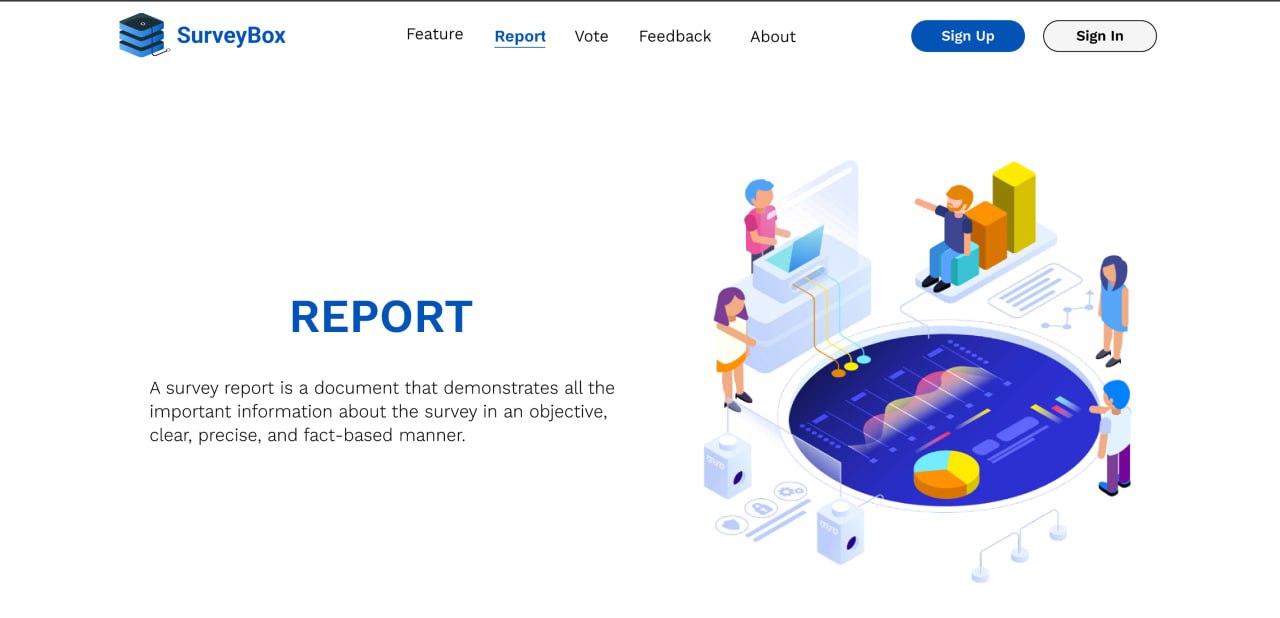 SurveyBox
Feature
Report
Vote
Feedback
About
Sign Up
Sign In
REPORT
A survey report is a document that demonstrates all the
important information about the survey in an objective,
clear, precise, and fact-based manner.